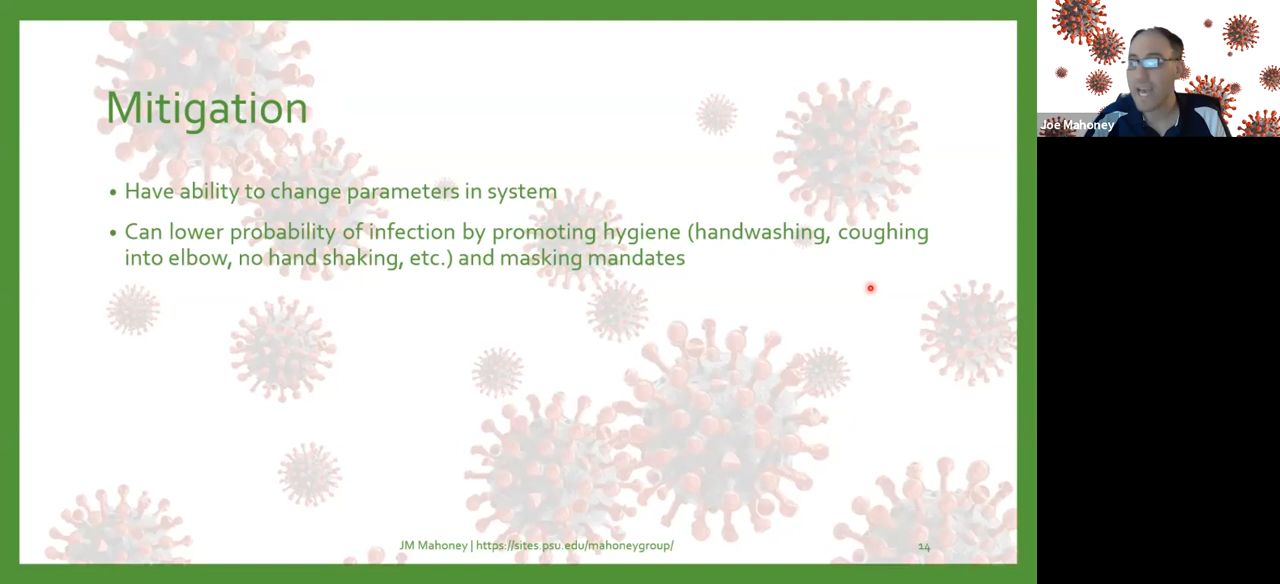 Mitigation
• Have ability to change parameters in system
• Can lower probability of infection by promoting hygiene (handwashing, coughing
into elbow, no hand shaking, etc.) and masking mandates
JM Mahoney | https://sites.psu.edu/mahoneygroup/
14
Joe Mahoney